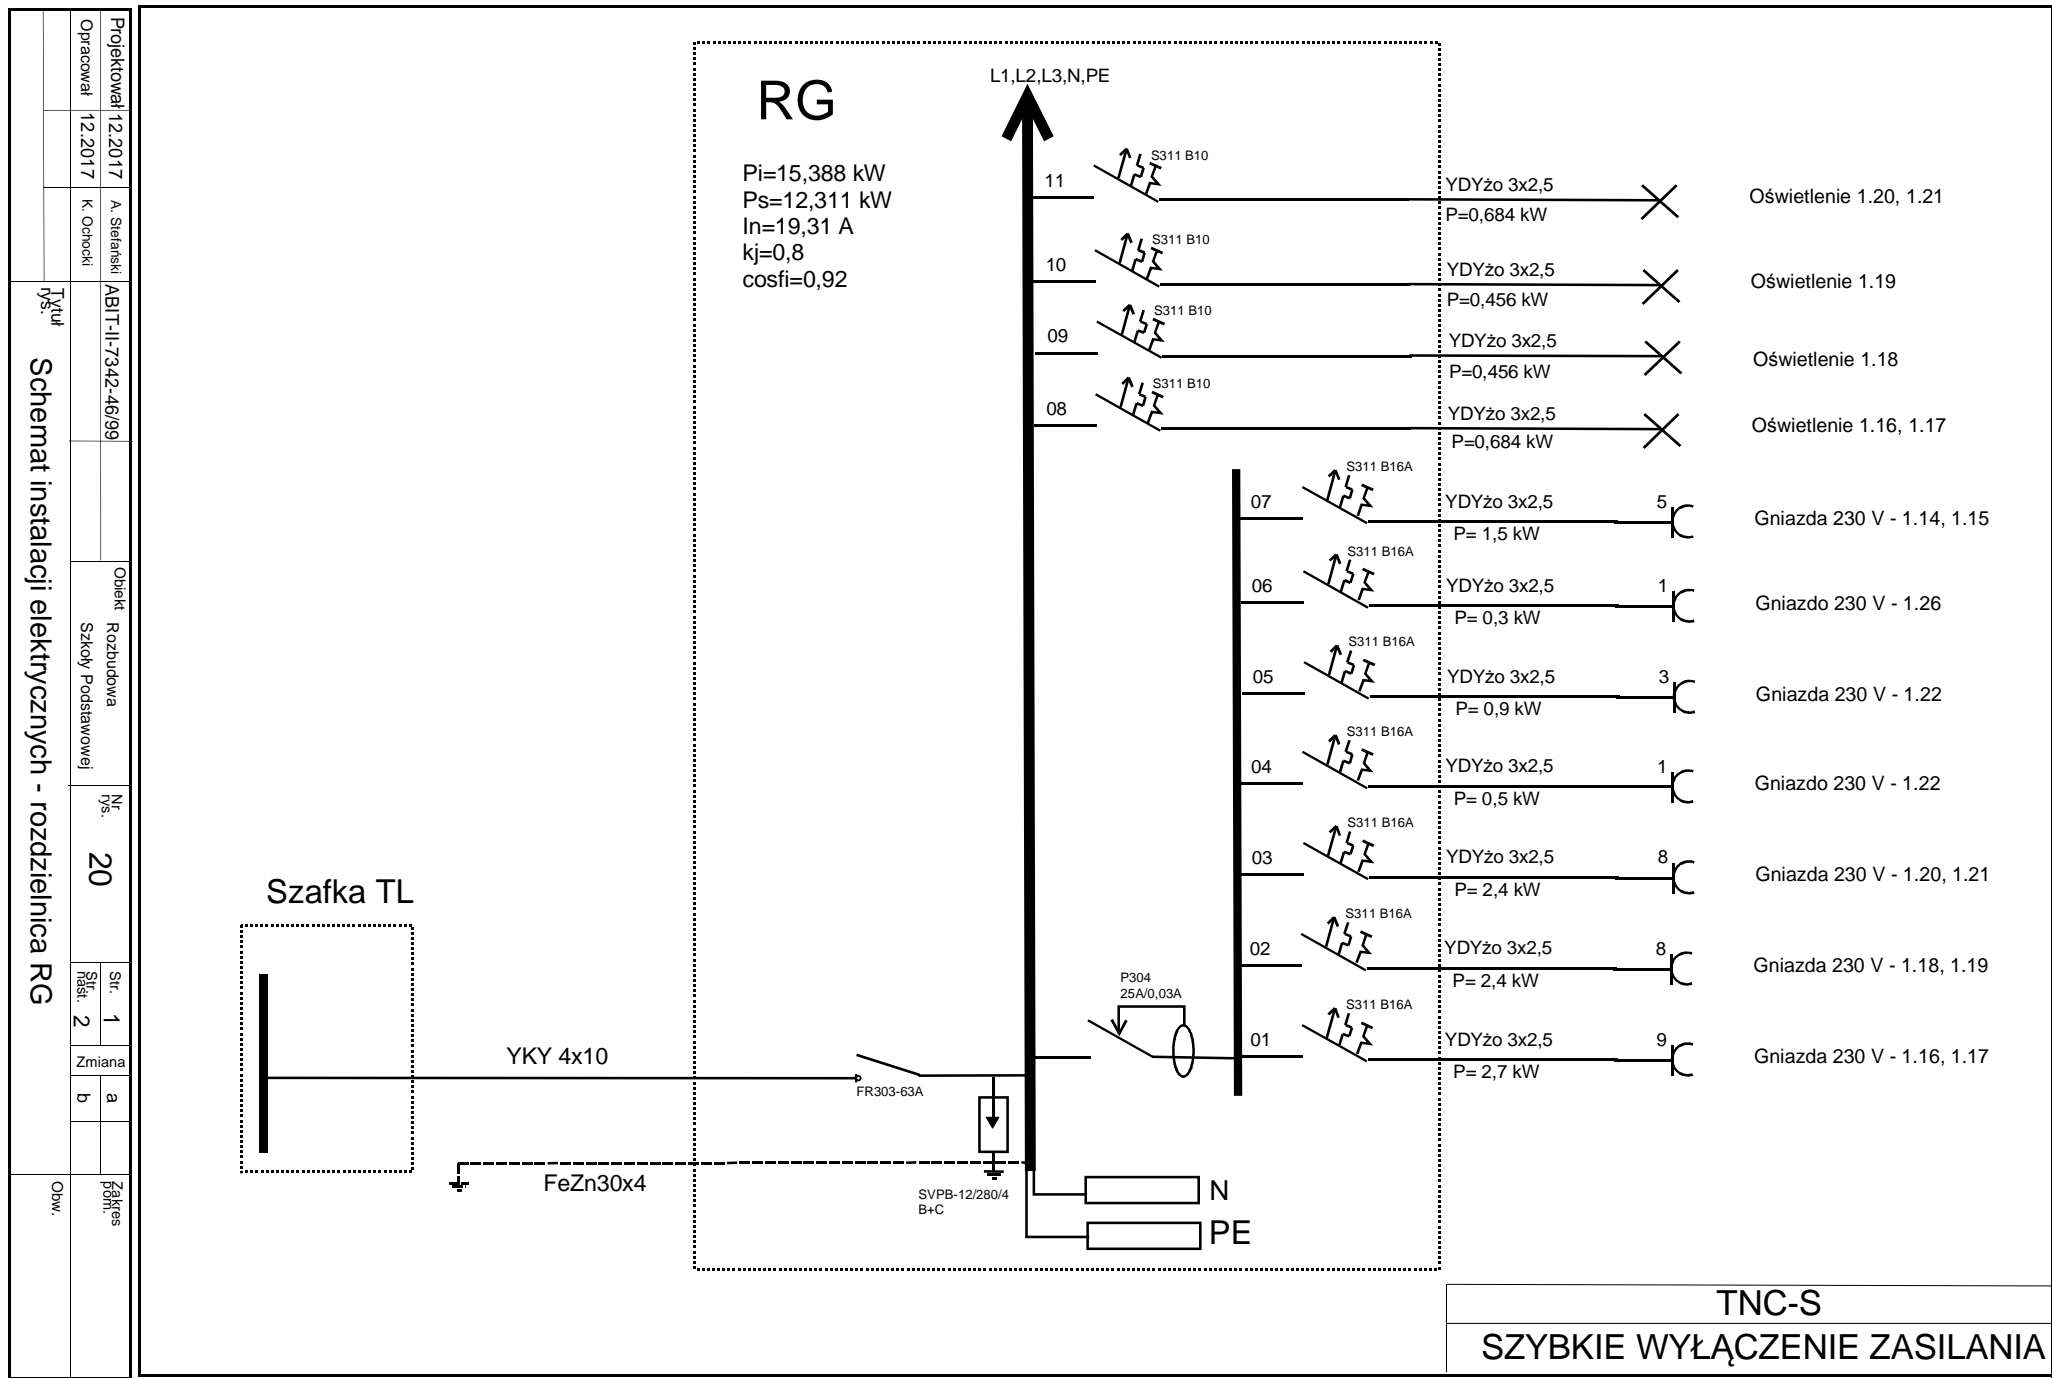 Projektował 12.2017 A. Stefański ABIT-II-7342-46/99
Opracował 12.2017 K. Ochocki
Tytuł
rys.
Schemat instalacji elektrycznych - rozdzielnica RG
Obiekt Rozbudowa
Szkoły Podstawowej
Nr
rys.
20
Str. 1
Str.
nast. 2
Zmiana
a
b
Zakres
pom.
Obw.
RG
Pi=15,388 kW
Ps=12,311 kW
In=19,31 A
kj=0,8
cosfi=0,92
L1,L2,L3,N,PE
11 S311 B10 YDYżo 3x2,5 Oświetlenie 1.20, 1.21
P=0,684 kW
10 S311 B10 YDYżo 3x2,5 Oświetlenie 1.19
P=0,456 kW
09 S311 B10 YDYżo 3x2,5 Oświetlenie 1.18
P=0,456 kW
08 S311 B10 YDYżo 3x2,5 Oświetlenie 1.16, 1.17
P=0,684 kW
07 S311 B16A YDYżo 3x2,5 5 Gniazda 230 V - 1.14, 1.15
P= 1,5 kW
06 S311 B16A YDYżo 3x2,5 1 Gniazdo 230 V - 1.26
P= 0,3 kW
05 S311 B16A YDYżo 3x2,5 3 Gniazda 230 V - 1.22
P= 0,9 kW
04 S311 B16A YDYżo 3x2,5 1 Gniazdo 230 V - 1.22
P= 0,5 kW
03 S311 B16A YDYżo 3x2,5 8 Gniazda 230 V - 1.20, 1.21
P= 2,4 kW
02 S311 B16A YDYżo 3x2,5 8 Gniazda 230 V - 1.18, 1.19
P= 2,4 kW
01 S311 B16A YDYżo 3x2,5 9 Gniazda 230 V - 1.16, 1.17
P= 2,7 kW
P304
25A/0,03A
Szafka TL
YKY 4x10
FR303-63A
FeZn30x4
SVPB-12/280/4
B+C
N
PE
TNC-S
SZYBKIE WYŁĄCZENIE ZASILANIA